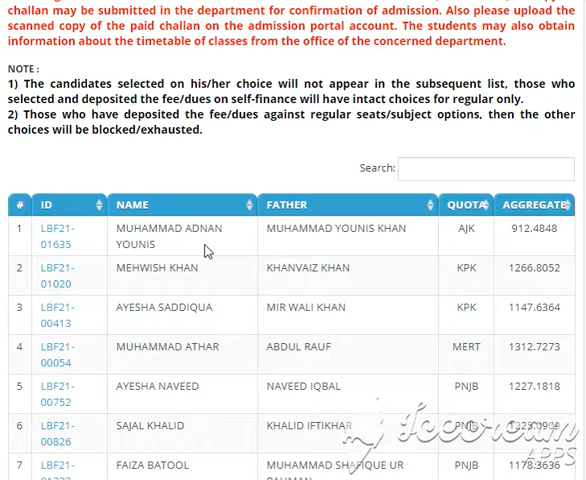 challan may be submitted in the department for confirmation of admission. Also please upload the
scanned copy of the paid challan on the admission portal account. The students may also obtain
information about the timetable of classes from the office of the concerned department.
NOTE :
1) The candidates selected on his/her choice will not appear in the subsequent list, those who
selected and deposited the fee/dues on self-finance will have intact choices for regular only.
2) Those who have deposited the fee/dues against regular seats/subject options, then the other
choices will be blocked/exhausted.
Search:
# ID NAME FATHER QUOTA AGGREGATE
1 LBF21- MUHAMMAD ADNAN MUHAMMAD YOUNIS KHAN AJK 912.4848
01635 YOUNIS
2 LBF21- MEHWISH KHAN KHANVAIZ KHAN KPK 1266.8052
01020
3 LBF21- AYESHA SADDIQUA MIR WALI KHAN KPK 1147.6364
00413
4 LBF21- MUHAMMAD ATHAR ABDUL RAUF MERT 1312.7273
00054
5 LBF21- AYESHA NAVEED NAVEED IQBAL PNJB 1227.1818
00752
6 LBF21- SAJAL KHALID KHALID IFTIKHAR PNJB
00826
7 LBF21- FAIZA BATOOL MUHAMMAD SHAFIQUE UR PNJB 1178.3636
Icecream
APPS